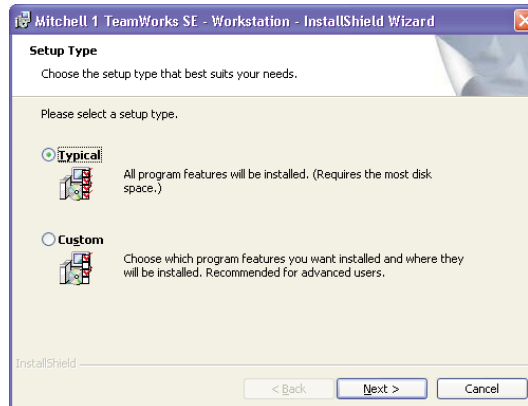 Mitchell 1 TeamWorks SE - Workstation - InstallShield Wizard
Setup Type
Choose the setup type that best suits your needs.
Please select a setup type.
Typical
All program features will be installed. (Requires the most disk
space.)
Custom
Choose which program features you want installed and where they
will be installed. Recommended for advanced users.
InstallShield
< Back
Next >
Cancel